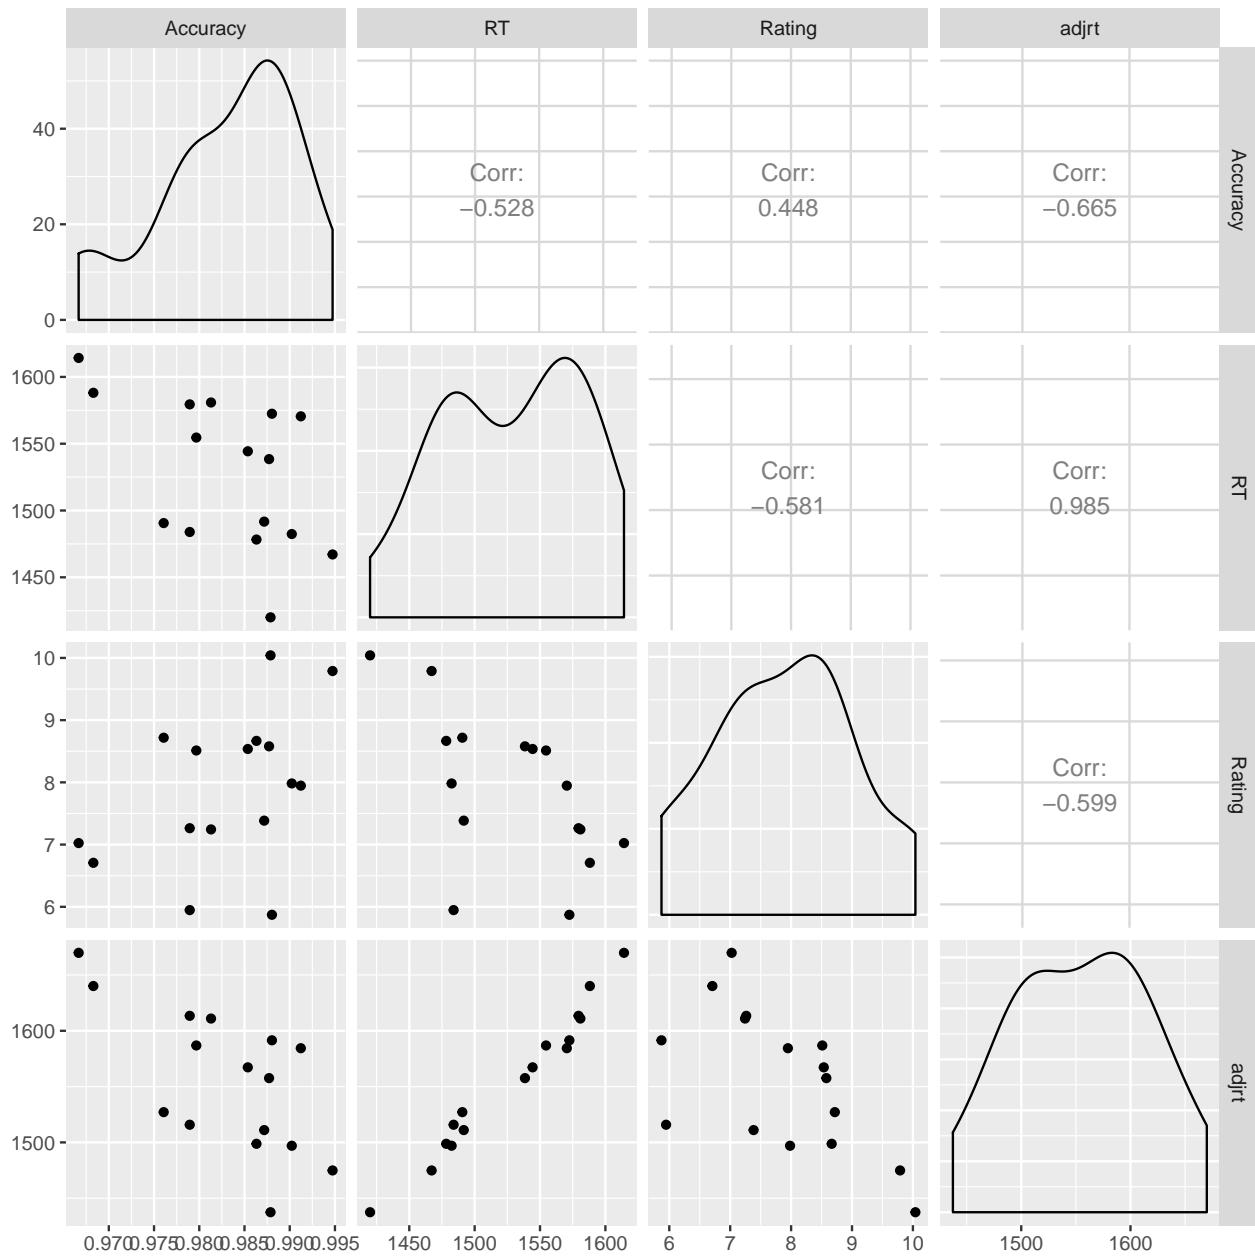 Accuracy RT Rating adjrt
40
20
0
Corr:
−0.528
Corr:
0.448
Corr:
−0.665
Accuracy
1600
1550
1500
1450
Corr:
−0.581
Corr:
0.985
RT
10
9
8
7
6
Corr:
−0.599
Rating
1600
1500
adjrt
0.970 0.975 0.980 0.985 0.990 0.995 1450 1500 1550 1600 6 7 8 9 10 1500 1600